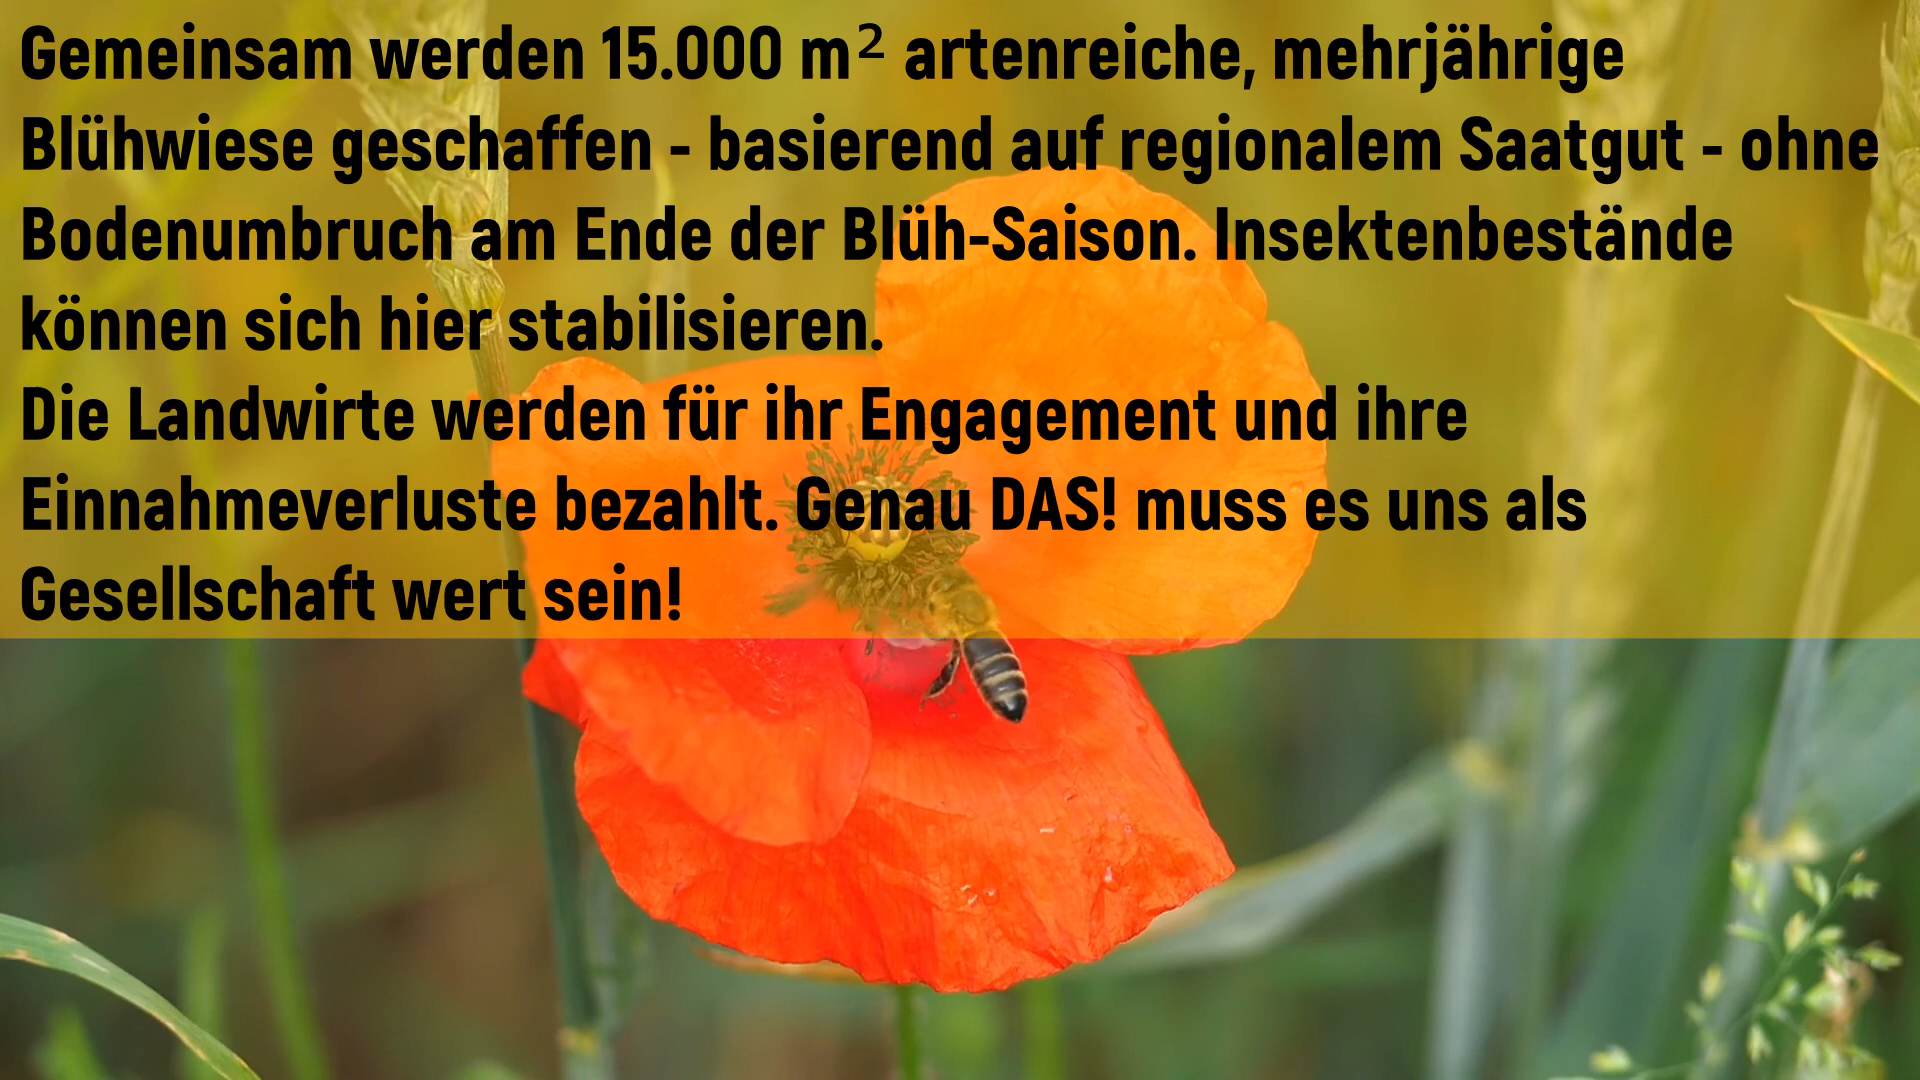 Gemeinsam werden 15.000 m² artenreiche, mehrjährige
Blühwiese geschaffen - basierend auf regionalem Saatgut - ohne
Bodenumbruch am Ende der Blüh-Saison. Insektenbestände
können sich hier stabilisieren.
Die Landwirte werden für ihr Engagement und ihre
Einnahmeverluste bezahlt. Genau DAS! muss es uns als
Gesellschaft wert sein!